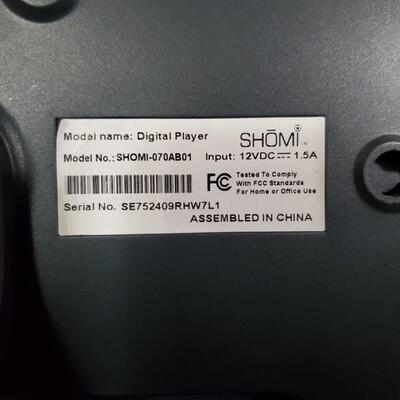 Model name: Digital Player
SHŌMi
Model No.: SHOMI-070AB01
Input: 12VDC⎓1.5A
FC Tested To Comply
With FCC Standards
For Home or Office Use
Serial No. SE752409RHW7L1
ASSEMBLED IN CHINA